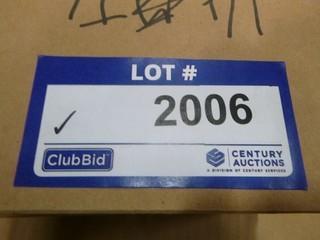 LOT #
2006
ClubBid
CENTURY
AUCTIONS
A DIVISION OF CENTURY SERVICES